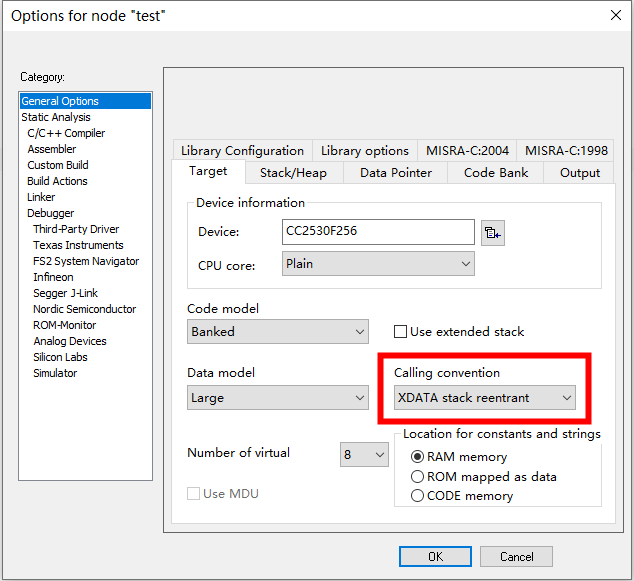 Options for node "test"
Category:
General Options
Static Analysis
C/C++ Compiler
Assembler
Custom Build
Build Actions
Linker
Debugger
Third-Party Driver
Texas Instruments
FS2 System Navigator
Infineon
Segger J-Link
Nordic Semiconductor
ROM-Monitor
Analog Devices
Silicon Labs
Simulator
Library Configuration Library options MISRA-C:2004 MISRA-C:1998
Target Stack/Heap Data Pointer Code Bank Output
Device information
Device: CC2530F256
CPU core: Plain
Code model
Banked
Use extended stack
Data model
Large
Calling convention
XDATA stack reentrant
Number of virtual 8
Use MDU
Location for constants and strings
RAM memory
ROM mapped as data
CODE memory
OK Cancel